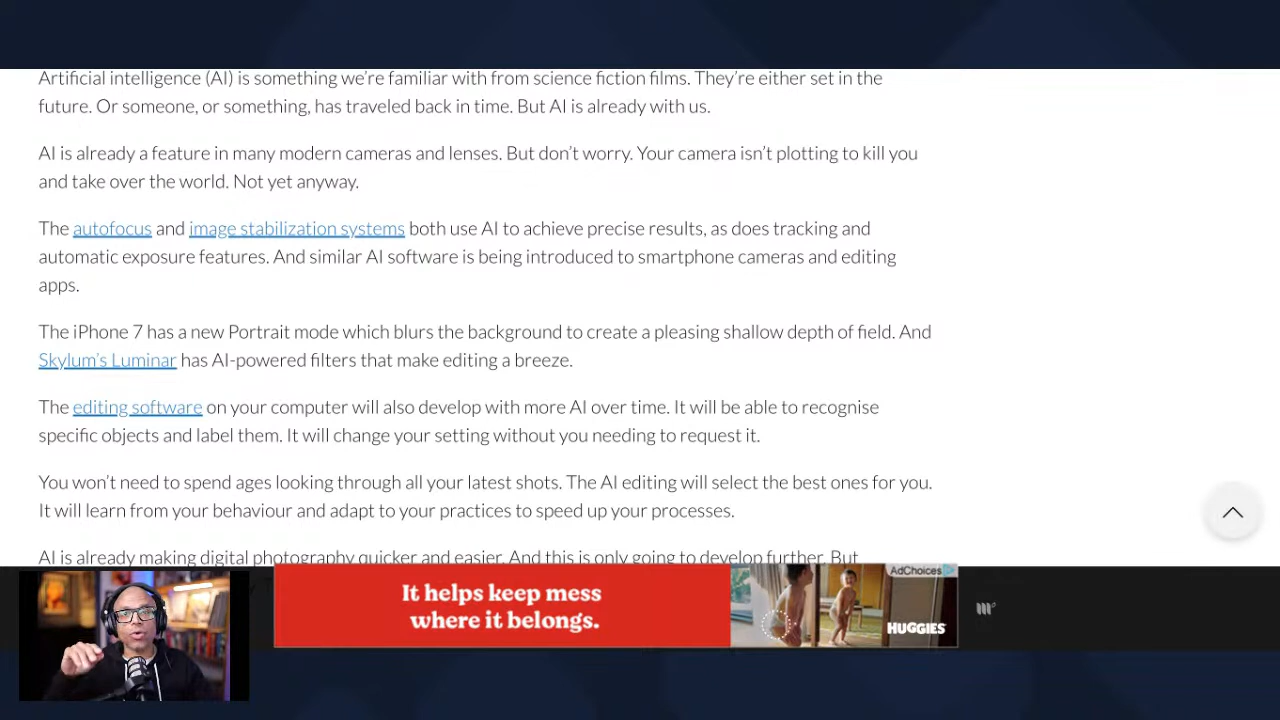 Artificial intelligence (AI) is something we're familiar with from science fiction films. They're either set in the
future. Or someone, or something, has traveled back in time. But AI is already with us.
AI is already a feature in many modern cameras and lenses. But don't worry. Your camera isn't plotting to kill you
and take over the world. Not yet anyway.
The autofocus and image stabilization systems both use AI to achieve precise results, as does tracking and
automatic exposure features. And similar AI software is being introduced to smartphone cameras and editing
apps.
The iPhone 7 has a new Portrait mode which blurs the background to create a pleasing shallow depth of field. And
Skylum's Luminar has AI-powered filters that make editing a breeze.
The editing software on your computer will also develop with more AI over time. It will be able to recognise
specific objects and label them. It will change your setting without you needing to request it.
You won't need to spend ages looking through all your latest shots. The AI editing will select the best ones for you.
It will learn from your behaviour and adapt to your practices to speed up your processes.
AI is already making digital photography quicker and easier. And this is only going to develop further. But
It helps keep mess
where it belongs.
AdChoices
HUGGIES
m